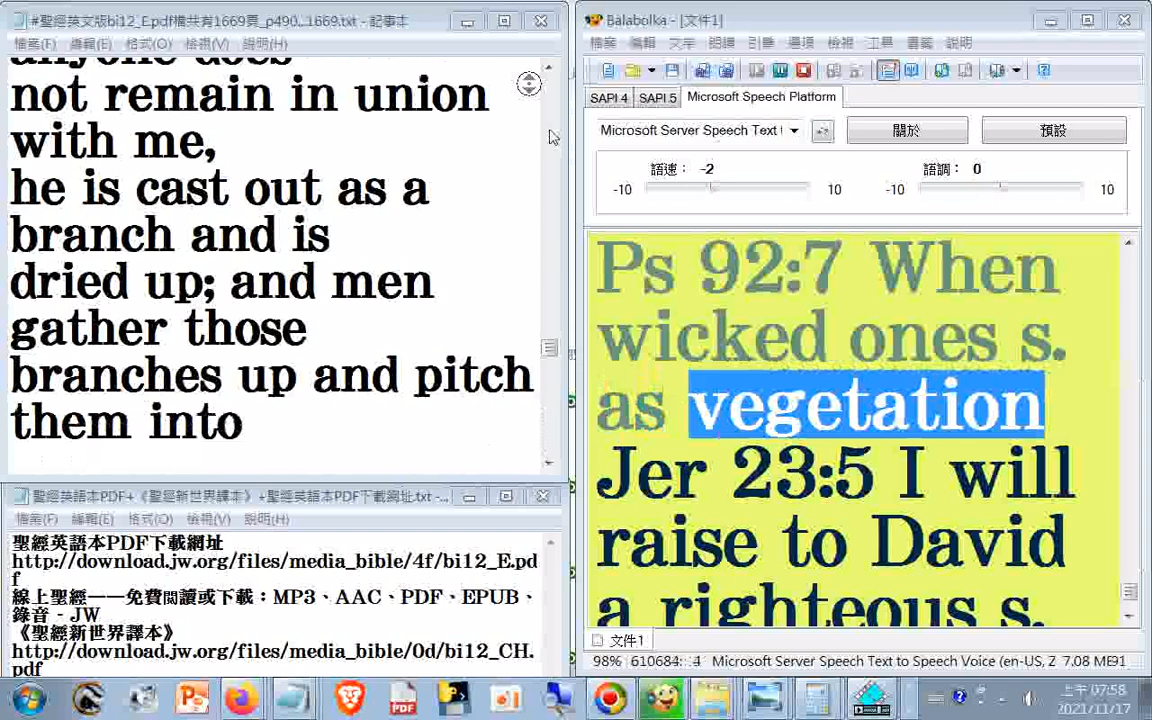 #聖經英文版bi12_E.pdf檔共有1669頁_p490...1669.txt - 記事本
檔案(F) 編輯(E) 格式(O) 檢視(V) 說明(H)
anyone does
not remain in union
with me,
he is cast out as a
branch and is
dried up; and men
gather those
branches up and pitch
them into
聖經英語本PDF+《聖經新世界譯本》+聖經英語本PDF下載網址.txt -...
檔案(F) 編輯(E) 格式(O) 檢視(V) 說明(H)
聖經英語本PDF下載網址
http://download.jw.org/files/media_bible/4f/bi12_E.pd
f
線上聖經——免費閱讀或下載：MP3、AAC、PDF、EPUB、
錄音 - JW
《聖經新世界譯本》
http://download.jw.org/files/media_bible/0d/bi12_CH.
pdf
Balabolka - [文件1]
檔案 編輯 文字 朗讀 引擎 選項 檢視 工具 書籤 說明
SAPI 4 SAPI 5 Microsoft Speech Platform
Microsoft Server Speech Text 關於 預設
語速： -2 語調： 0
-10 10 -10 10
Ps 92:7 When
wicked ones s.
as vegetation
Jer 23:5 I will
raise to David
a righteous s.
文件1
98% 610684: :4 Microsoft Server Speech Text to Speech Voice (en-US, Z 7.08 ME91
上午 07:58
2021/11/17